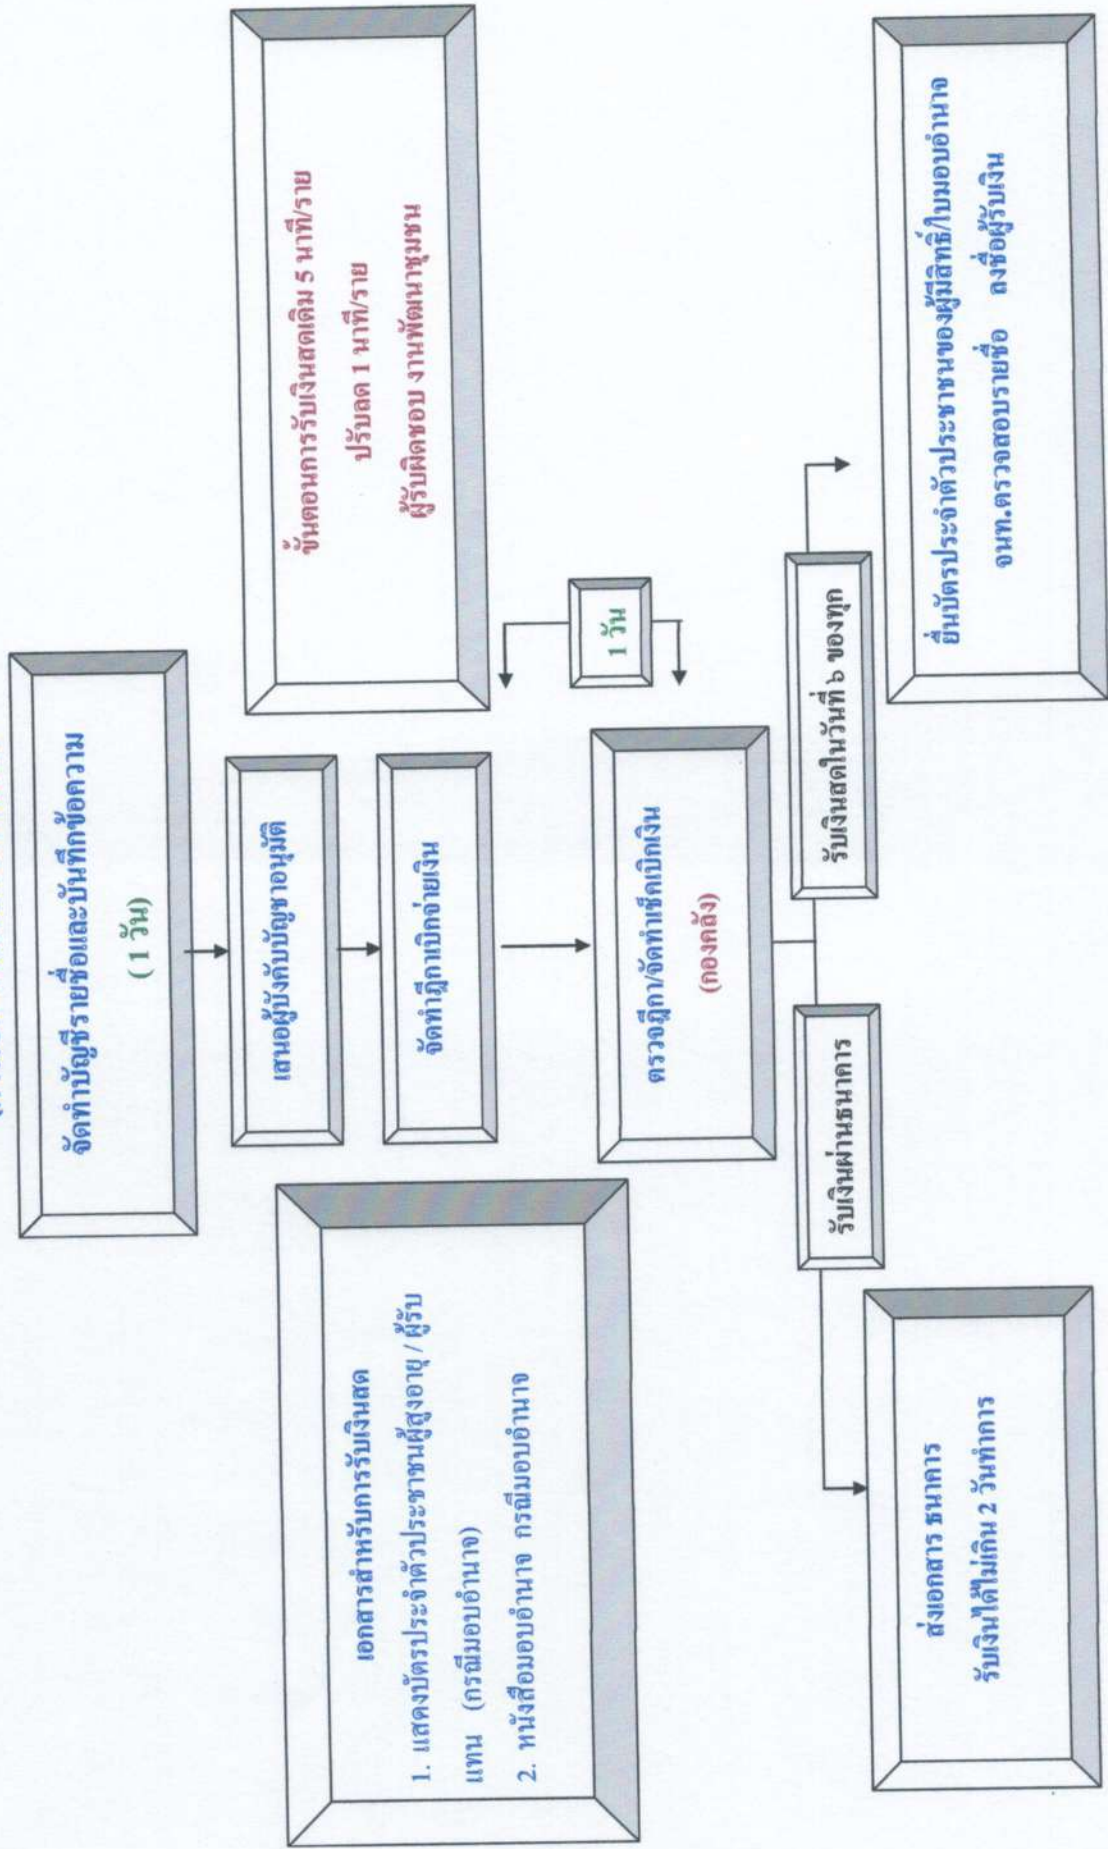 จัดทำบัญชีรายชื่อและบันทึกข้อความ
( 1 วัน)
เสนอผู้บังคับบัญชาอนุมัติ
จัดทำฎีกาเบิกจ่ายเงิน
ขั้นตอนการรับเงินสดเดิม 5 นาที/ราย
ปรับลด 1 นาที/ราย
ผู้รับผิดชอบ งานพัฒนาชุมชน
เอกสารสำหรับการรับเงินสด
1. แสดงบัตรประจำตัวประชาชนผู้สูงอายุ / ผู้รับ
แทน (กรณีมอบอำนาจ)
2. หนังสือมอบอำนาจ กรณีมอบอำนาจ
1 วัน
ตรวจฎีกา/จัดทำเช็คเบิกเงิน
(กองคลัง)
รับเงินผ่านธนาคาร
รับเงินสดในวันที่ ๖ ของทุก
ส่งเอกสาร ธนาคาร
รับเงินได้ไม่เกิน 2 วันทำการ
ยื่นบัตรประจำตัวประชาชนของผู้มีสิทธิ์/ใบมอบอำนาจ
จนท.ตรวจสอบรายชื่อ ลงชื่อผู้รับเงิน